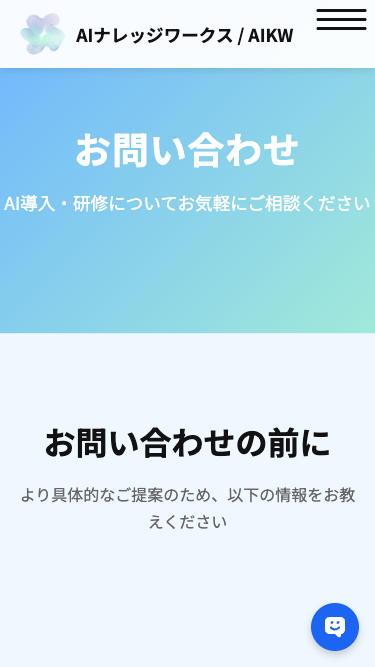 AIナレッジワークス / AIKW
お問い合わせ
AI導入・研修についてお気軽にご相談ください
お問い合わせの前に
より具体的なご提案のため、以下の情報をお教
えください